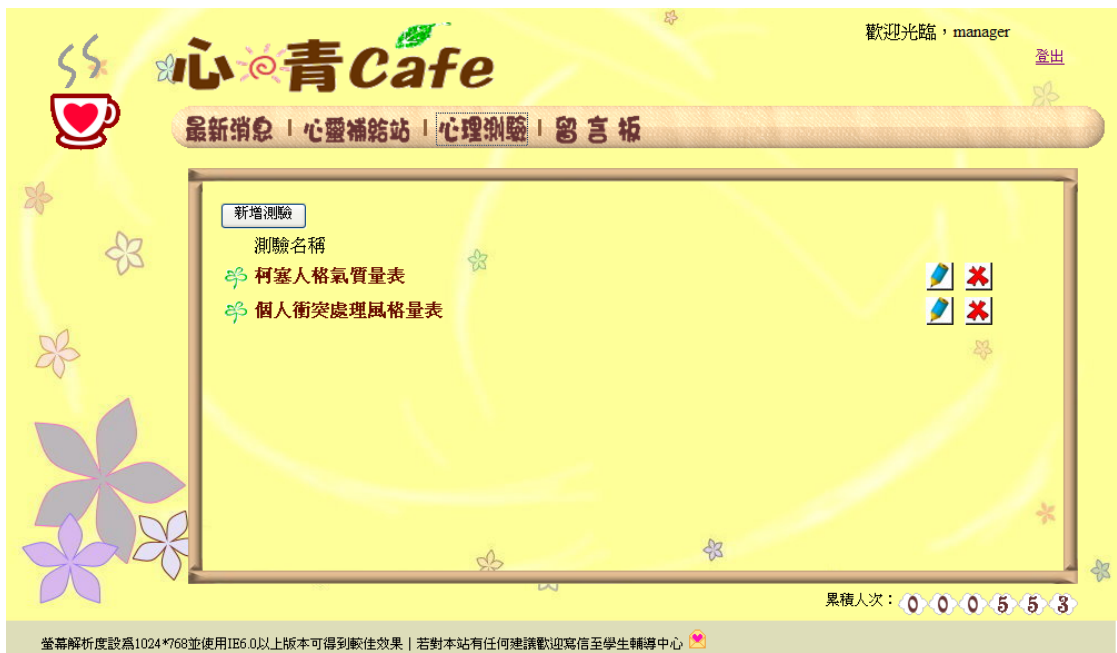 歡迎光臨，manager
登出
心青Cafe
最新消息 | 心靈補給站 | 心理測驗 | 留言板
新增測驗
測驗名稱
柯塞人格氣質量表
個人衝突處理風格量表
累積人次：000553
螢幕解析度設為1024*768並使用IE6.0以上版本可得到較佳效果 | 若對本站有任何建議歡迎寫信至學生輔導中心